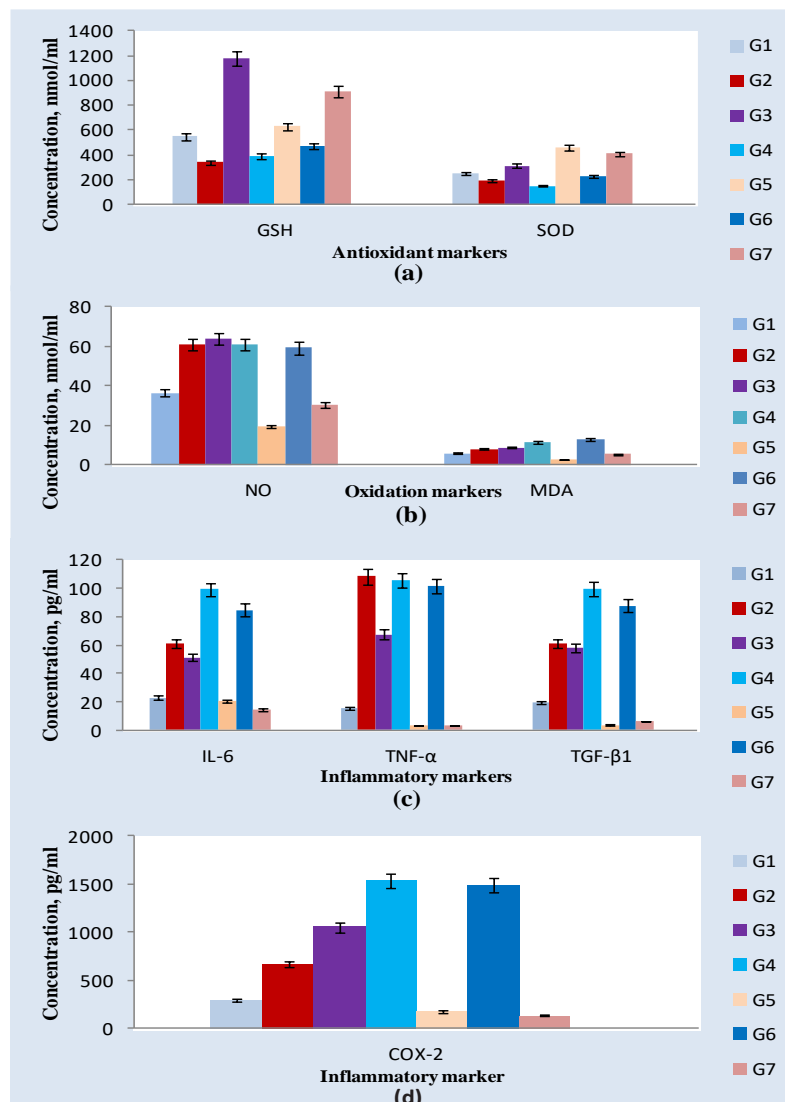 Concentration, nmol/ml
1400
1200
1000
800
600
400
200
0
GSH
SOD
Antioxidant markers
(a)
G1
G2
G3
G4
G5
G6
G7
Concentration, nmol/ml
80
60
40
20
0
NO
MDA
Oxidation markers
(b)
G1
G2
G3
G4
G5
G6
G7
Concentration, pg/ml
120
100
80
60
40
20
0
IL-6
TNF-α
TGF-β1
Inflammatory markers
(c)
G1
G2
G3
G4
G5
G6
G7
Concentration, pg/ml
2000
1500
1000
500
0
COX-2
Inflammatory marker
(d)
G1
G2
G3
G4
G5
G6
G7